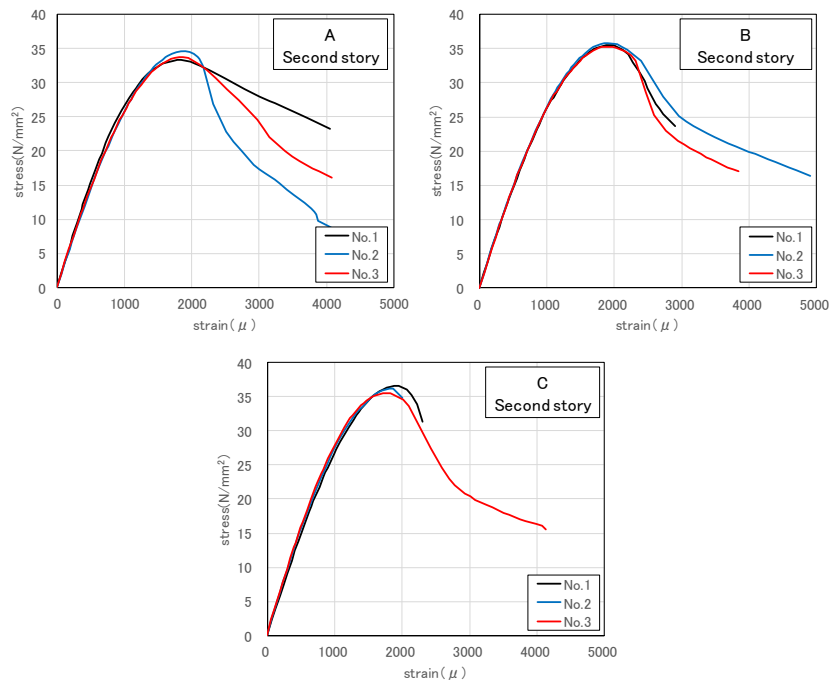 A
Second story
40
35
30
25
20
15
10
5
0
stress(N/mm²)
No.1
No.2
No.3
0 1000 2000 3000 4000 5000
strain(μ)
B
Second story
40
35
30
25
20
15
10
5
0
stress(N/mm²)
No.1
No.2
No.3
0 1000 2000 3000 4000 5000
strain(μ)
C
Second story
40
35
30
25
20
15
10
5
0
stress(N/mm²)
No.1
No.2
No.3
0 1000 2000 3000 4000 5000
strain(μ)